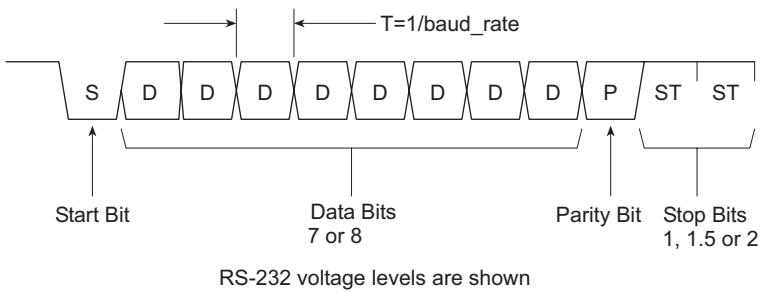 T=1/baud_rate
S D D D D D D D D P ST ST
Start Bit
Data Bits
7 or 8
Parity Bit
Stop Bits
1, 1.5 or 2
RS-232 voltage levels are shown